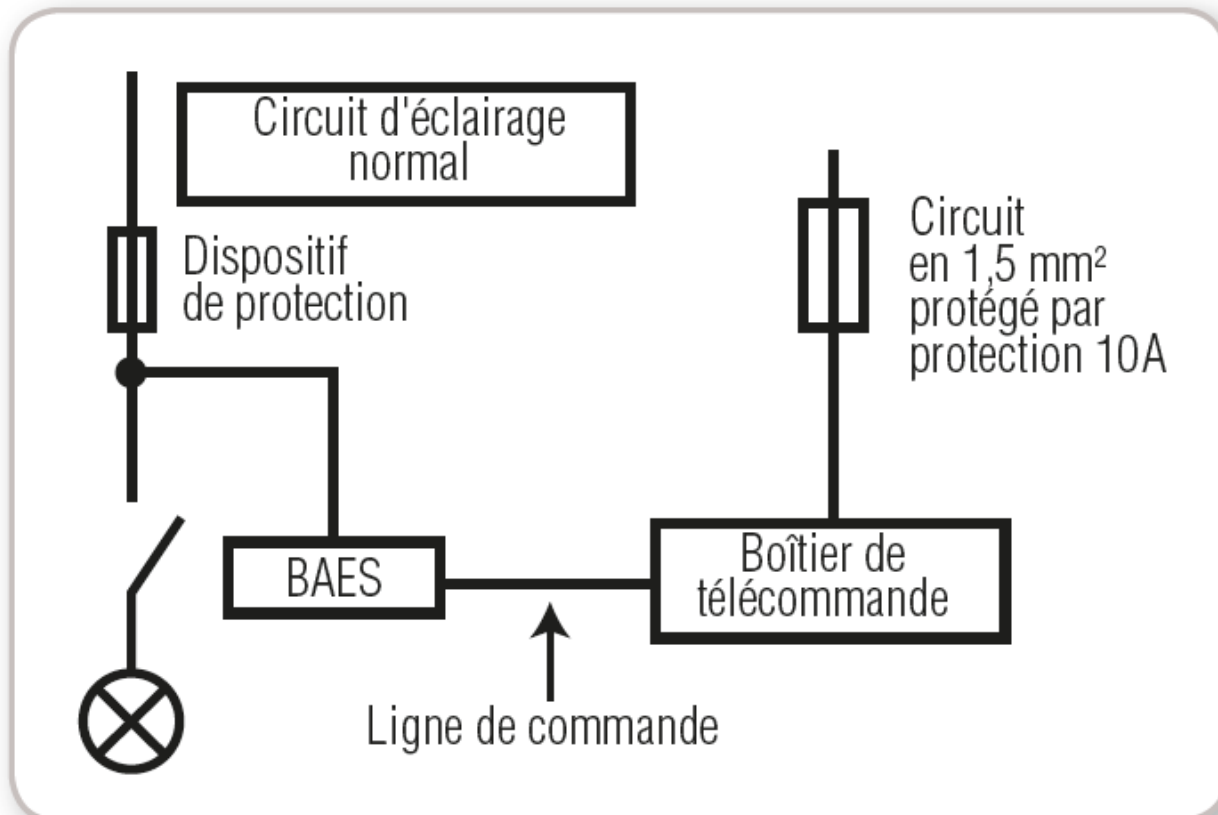 Circuit d'éclairage
normal
Dispositif
de protection
Circuit
en 1,5 mm²
protégé par
protection 10A
BAES
Boîtier de
télécommande
Ligne de commande